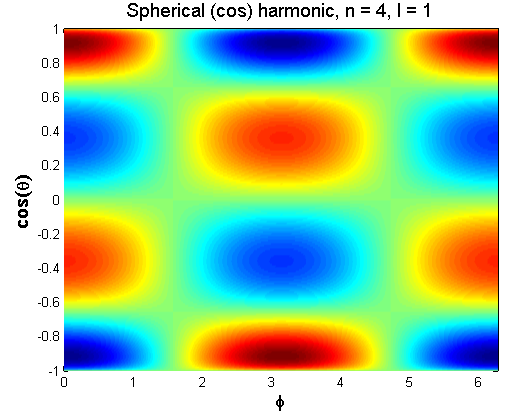 Spherical (cos) harmonic, n = 4, l = 1
1
0.8
0.6
0.4
0.2
0
-0.2
-0.4
-0.6
-0.8
-1
cos(θ)
0 1 2 3 4 5 6
ϕ